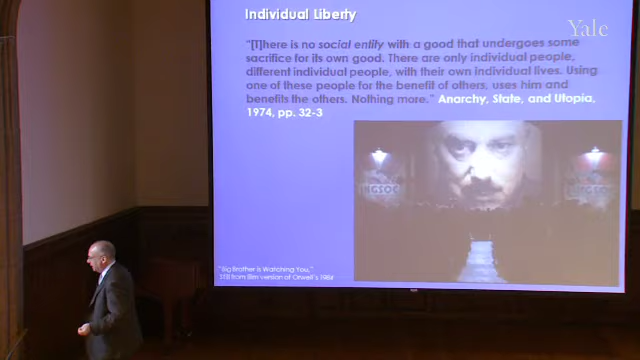 Individual Liberty
Yale
"[T]here is no social entity with a good that undergoes some
sacrifice for its own good. There are only individual people,
different individual people, with their own individual lives. Using
one of these people for the benefit of others, uses him and
benefits the others. Nothing more." Anarchy, State, and Utopia,
1974, pp. 32-3
INGSOC
INGSOC
"Big Brother is Watching You,"
Still from film version of Orwell's 1984